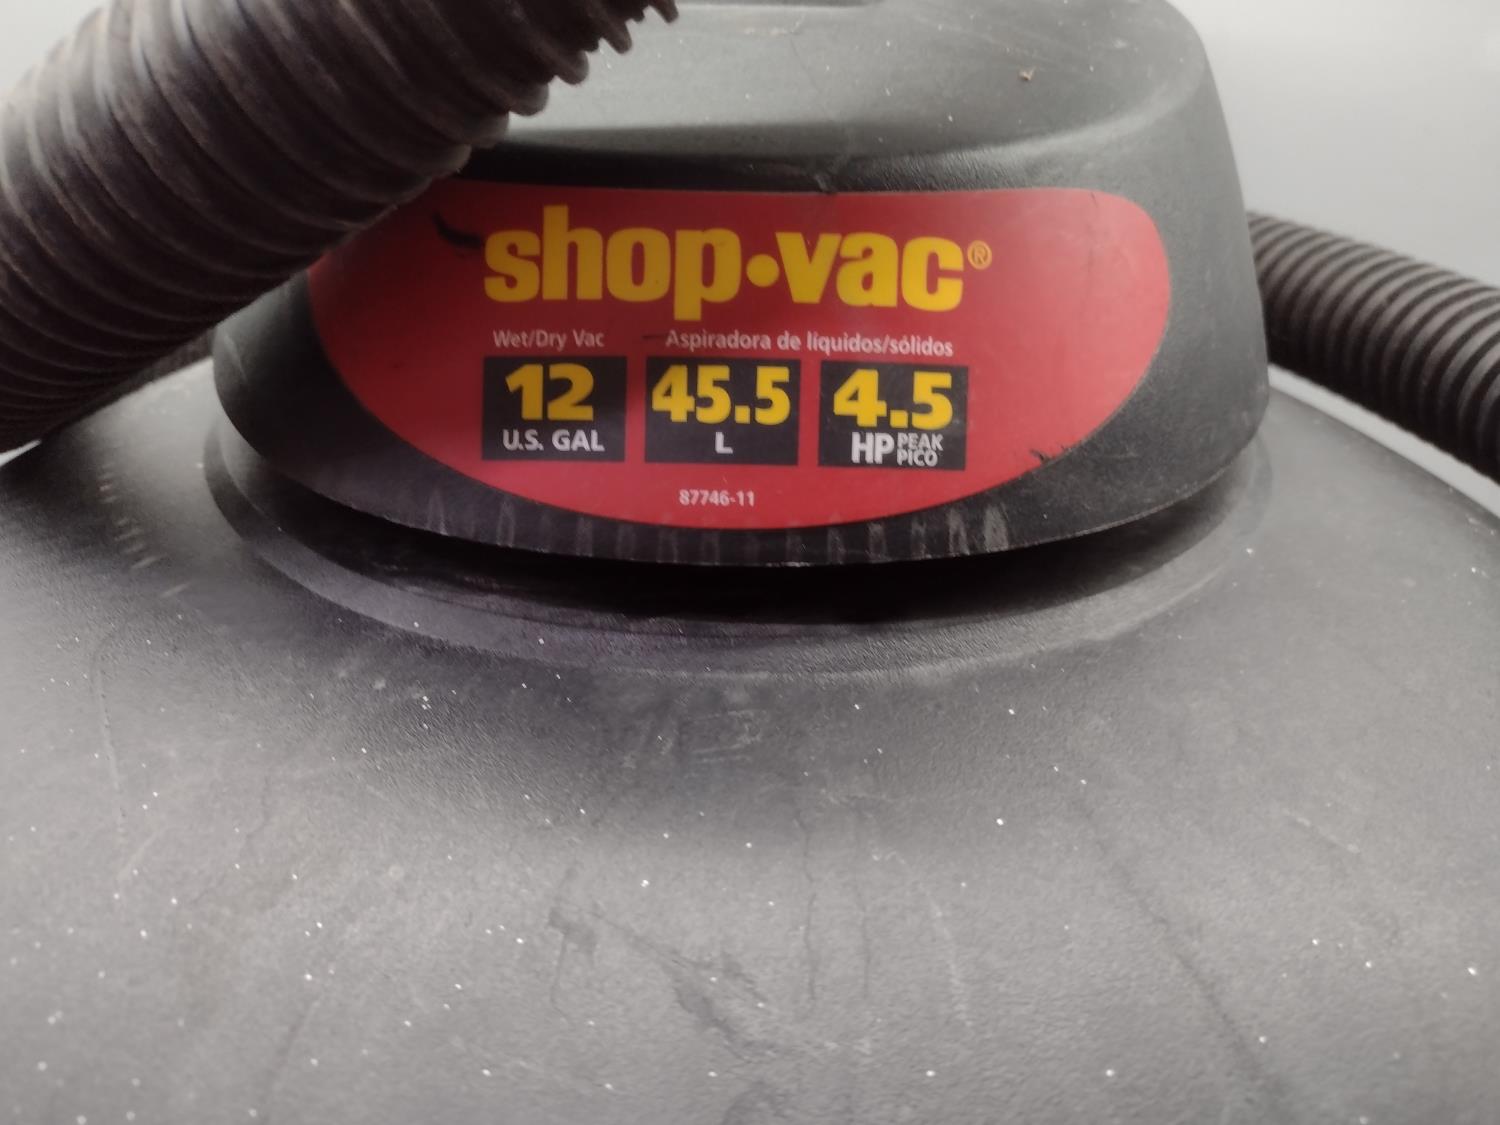 shop·vac®
Wet/Dry Vac Aspiradora de líquidos/sólidos
12 45.5 4.5
U.S. GAL L HP PEAK
PICO
87746-11